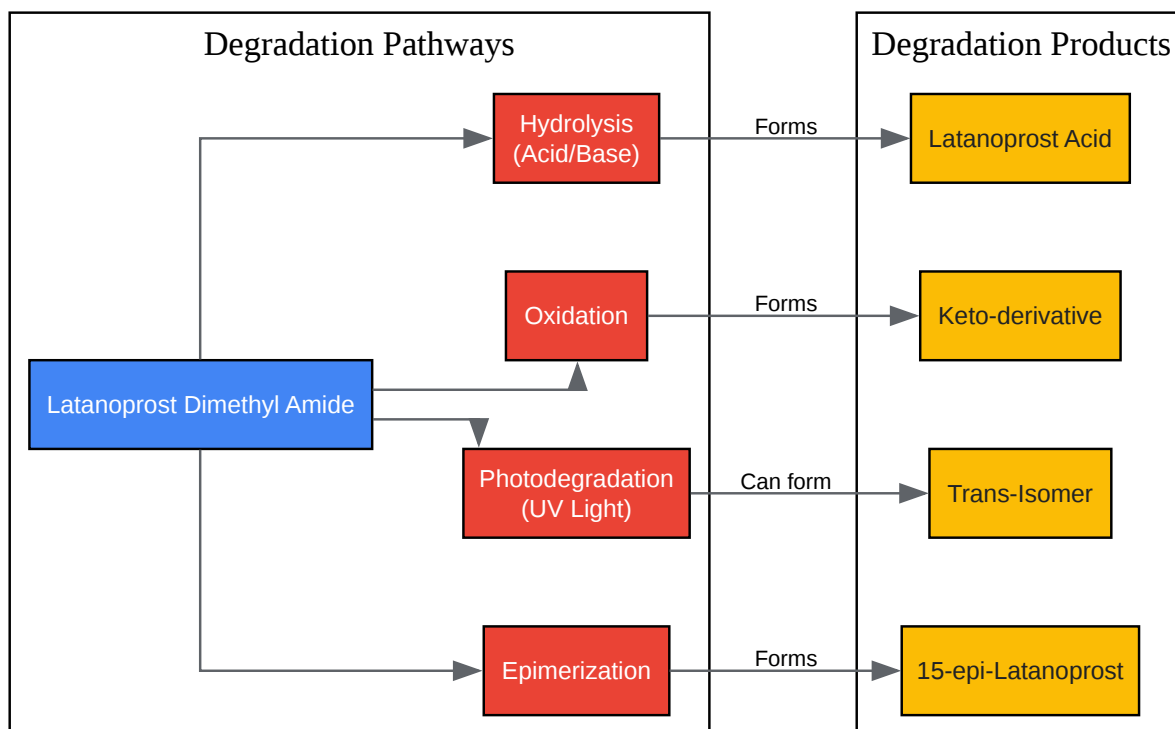 Degradation Pathways
Degradation Products
Hydrolysis
(Acid/Base)
Forms
Latanoprost Acid
Oxidation
Forms
Keto-derivative
Latanoprost Dimethyl Amide
Photodegradation
(UV Light)
Can form
Trans-Isomer
Epimerization
Forms
15-epi-Latanoprost